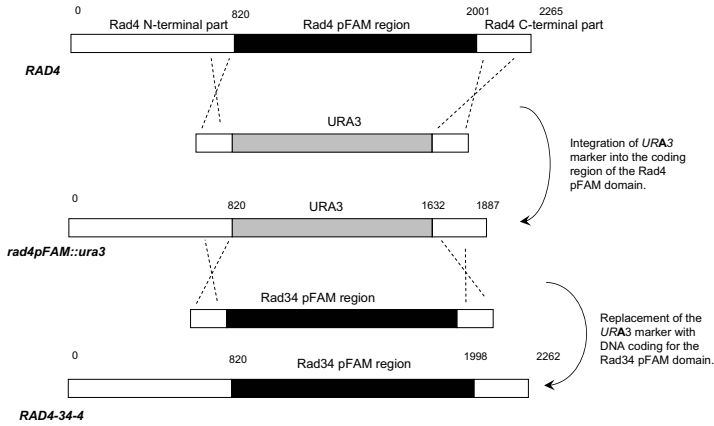 0 Rad4 N-terminal part 820 Rad4 pFAM region 2001 Rad4 C-terminal part 2265
RAD4
URA3
Integration of URA3
marker into the coding
region of the Rad4
pFAM domain.
0 820 URA3 1632 1887
rad4pFAM::ura3
Rad34 pFAM region
Replacement of the
URA3 marker with
DNA coding for the
Rad34 pFAM domain.
0 820 Rad34 pFAM region 1998 2262
RAD4-34-4